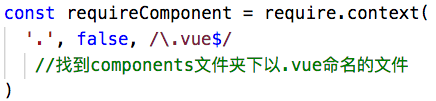 const requireComponent = require.context(
'.', false, /\.vue$/
//找到components文件夹下以.vue命名的文件
)